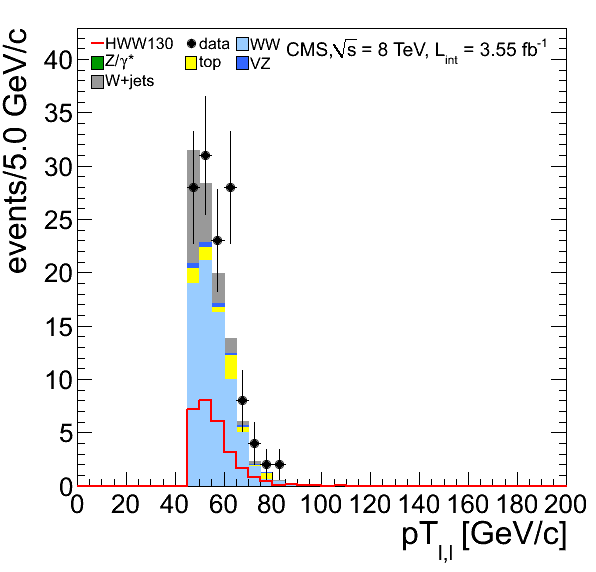 HWW130 data WW CMS,√s = 8 TeV, L_int = 3.55 fb⁻¹
Z/γ* top VZ
W+jets
events/5.0 GeV/c
40
35
30
25
20
15
10
5
0
0 20 40 60 80 100 120 140 160 180 200
pT_l,l [GeV/c]